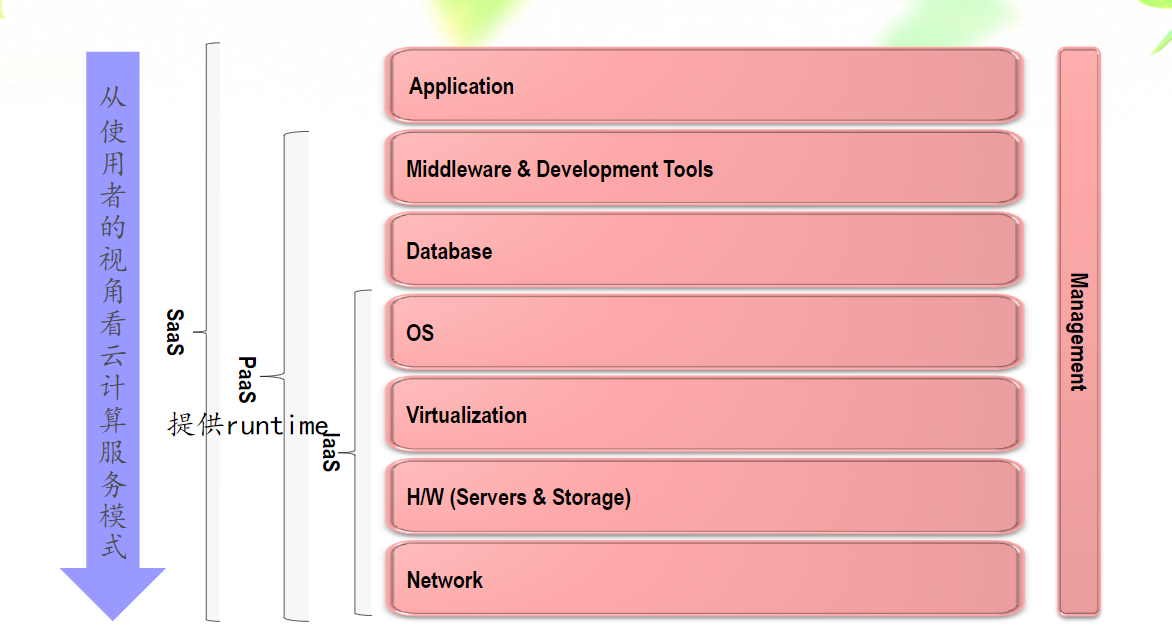 从使用者的视角看云计算服务模式
SaaS
PaaS
提供runtime
IaaS
Application
Middleware & Development Tools
Database
OS
Virtualization
H/W (Servers & Storage)
Network
Management